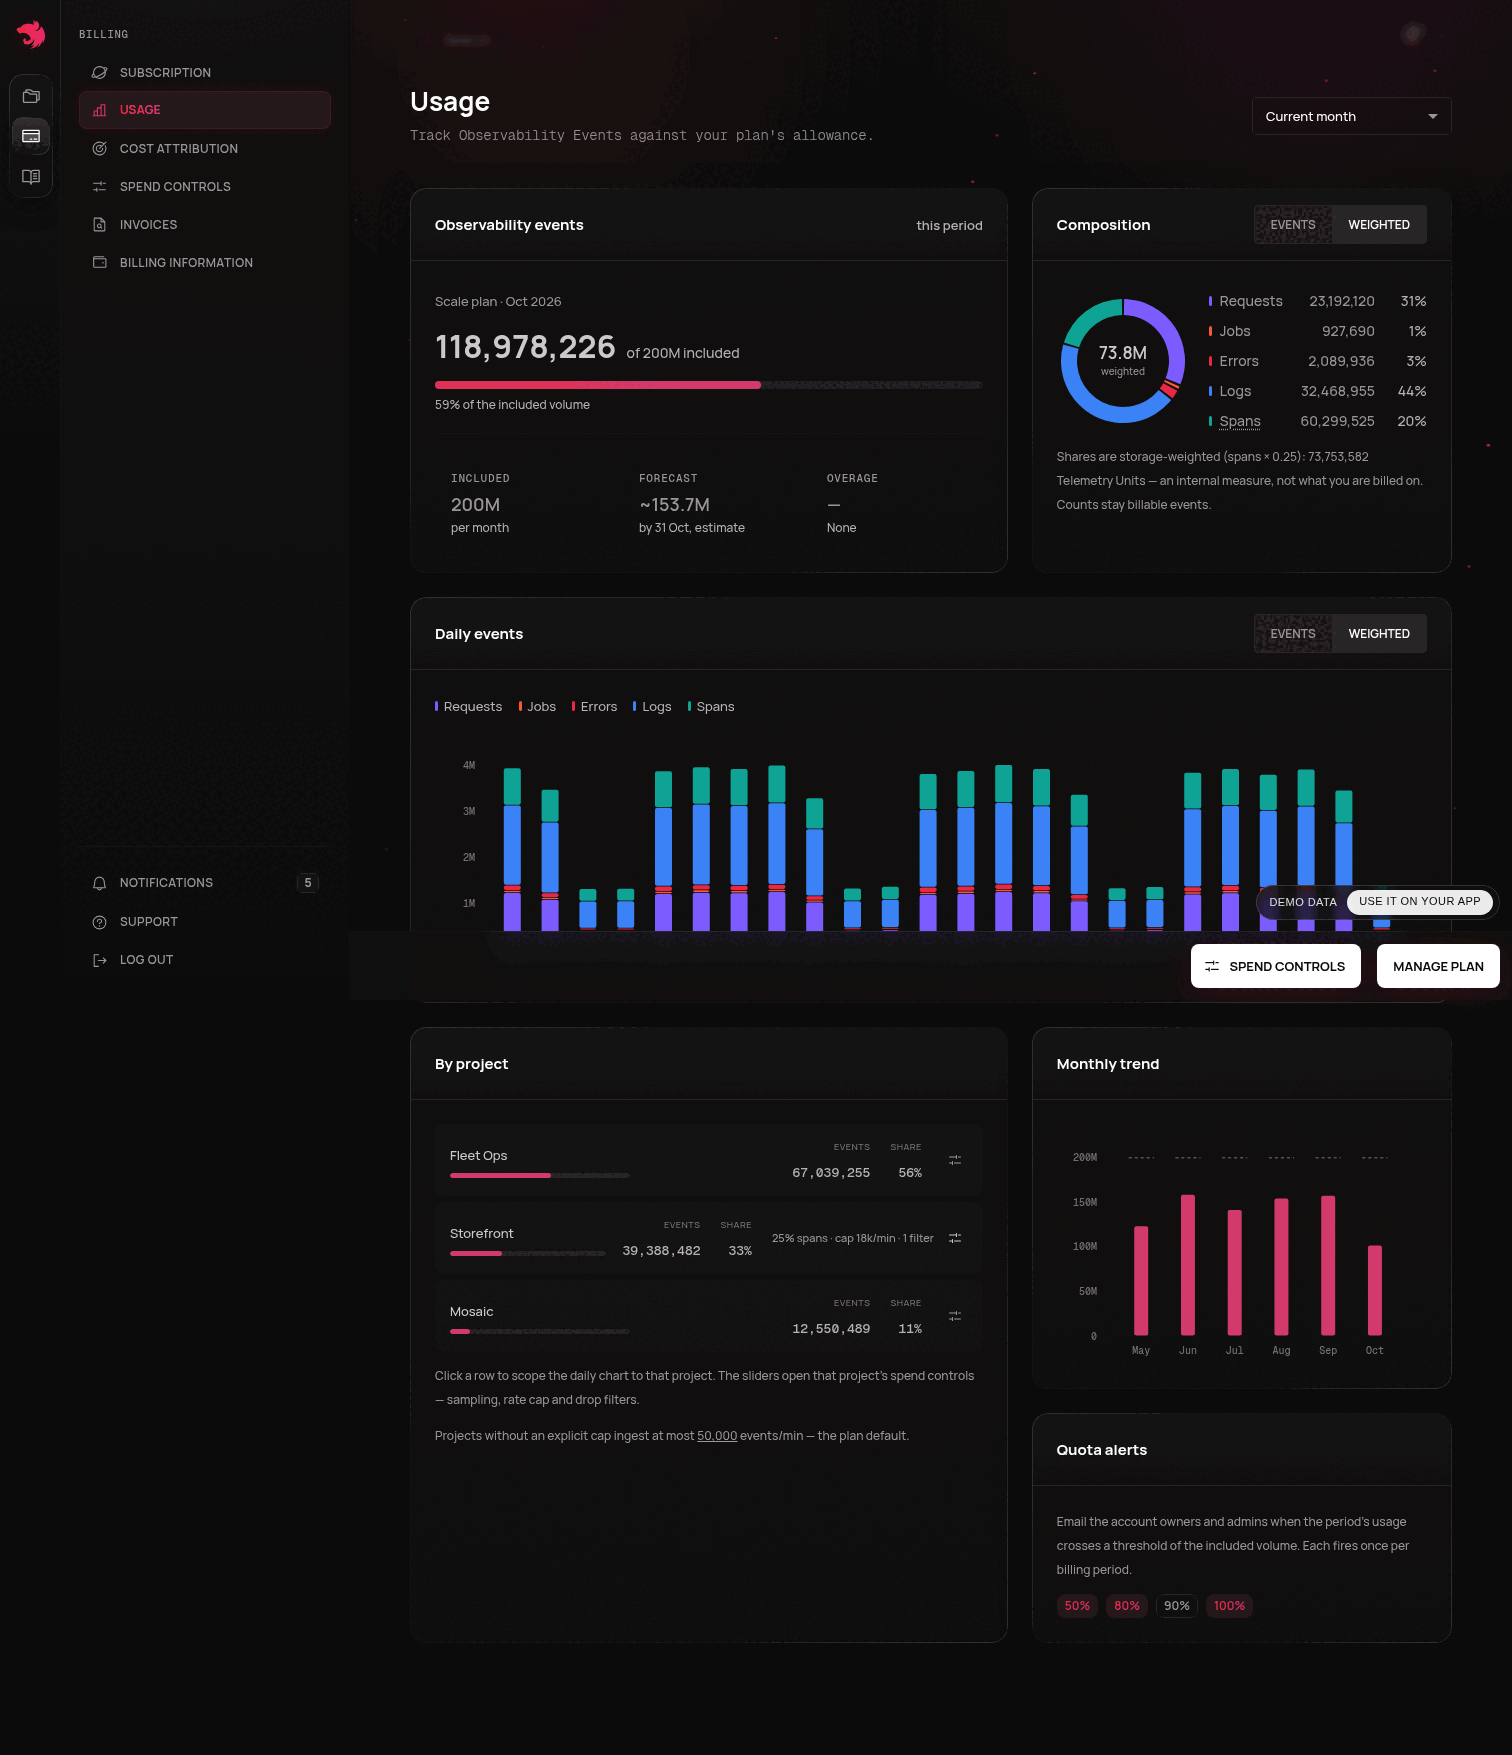 BILLING
SUBSCRIPTION
USAGE
COST ATTRIBUTION
SPEND CONTROLS
INVOICES
BILLING INFORMATION
NOTIFICATIONS 5
SUPPORT
LOG OUT
Usage
Track Observability Events against your plan's allowance.
Current month
Observability events this period
Scale plan · Oct 2026
118,978,226 of 200M included
59% of the included volume
INCLUDED FORECAST OVERAGE
200M ~153.7M —
per month by 31 Oct, estimate None
Composition EVENTS WEIGHTED
73.8M
weighted
Requests 23,192,120 31%
Jobs 927,690 1%
Errors 2,089,936 3%
Logs 32,468,955 44%
Spans 60,299,525 20%
Shares are storage-weighted (spans × 0.25): 73,753,582
Telemetry Units — an internal measure, not what you are billed on.
Counts stay billable events.
Daily events EVENTS WEIGHTED
Requests Jobs Errors Logs Spans
4M
3M
2M
1M
DEMO DATA USE IT ON YOUR APP
SPEND CONTROLS MANAGE PLAN
By project
EVENTS SHARE
Fleet Ops 67,039,255 56%
EVENTS SHARE
Storefront 39,388,482 33% 25% spans · cap 18k/min · 1 filter
EVENTS SHARE
Mosaic 12,550,489 11%
Click a row to scope the daily chart to that project. The sliders open that project's spend controls
— sampling, rate cap and drop filters.
Projects without an explicit cap ingest at most 50,000 events/min — the plan default.
Monthly trend
200M
150M
100M
50M
0
May Jun Jul Aug Sep Oct
Quota alerts
Email the account owners and admins when the period's usage
crosses a threshold of the included volume. Each fires once per
billing period.
50% 80% 90% 100%